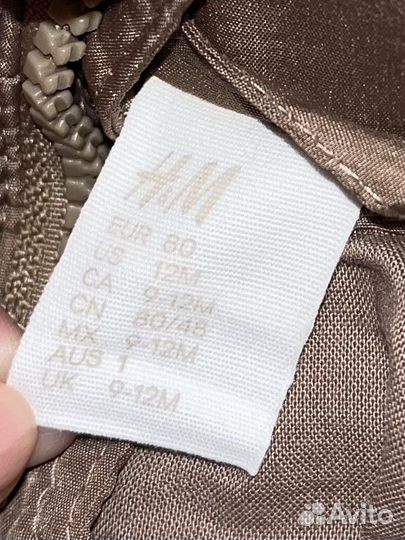 H&M
EUR 80
US 12M
CA 9-12M
CN 80/48
MX 9-12M
AUS 1
UK 9-12M
Avito